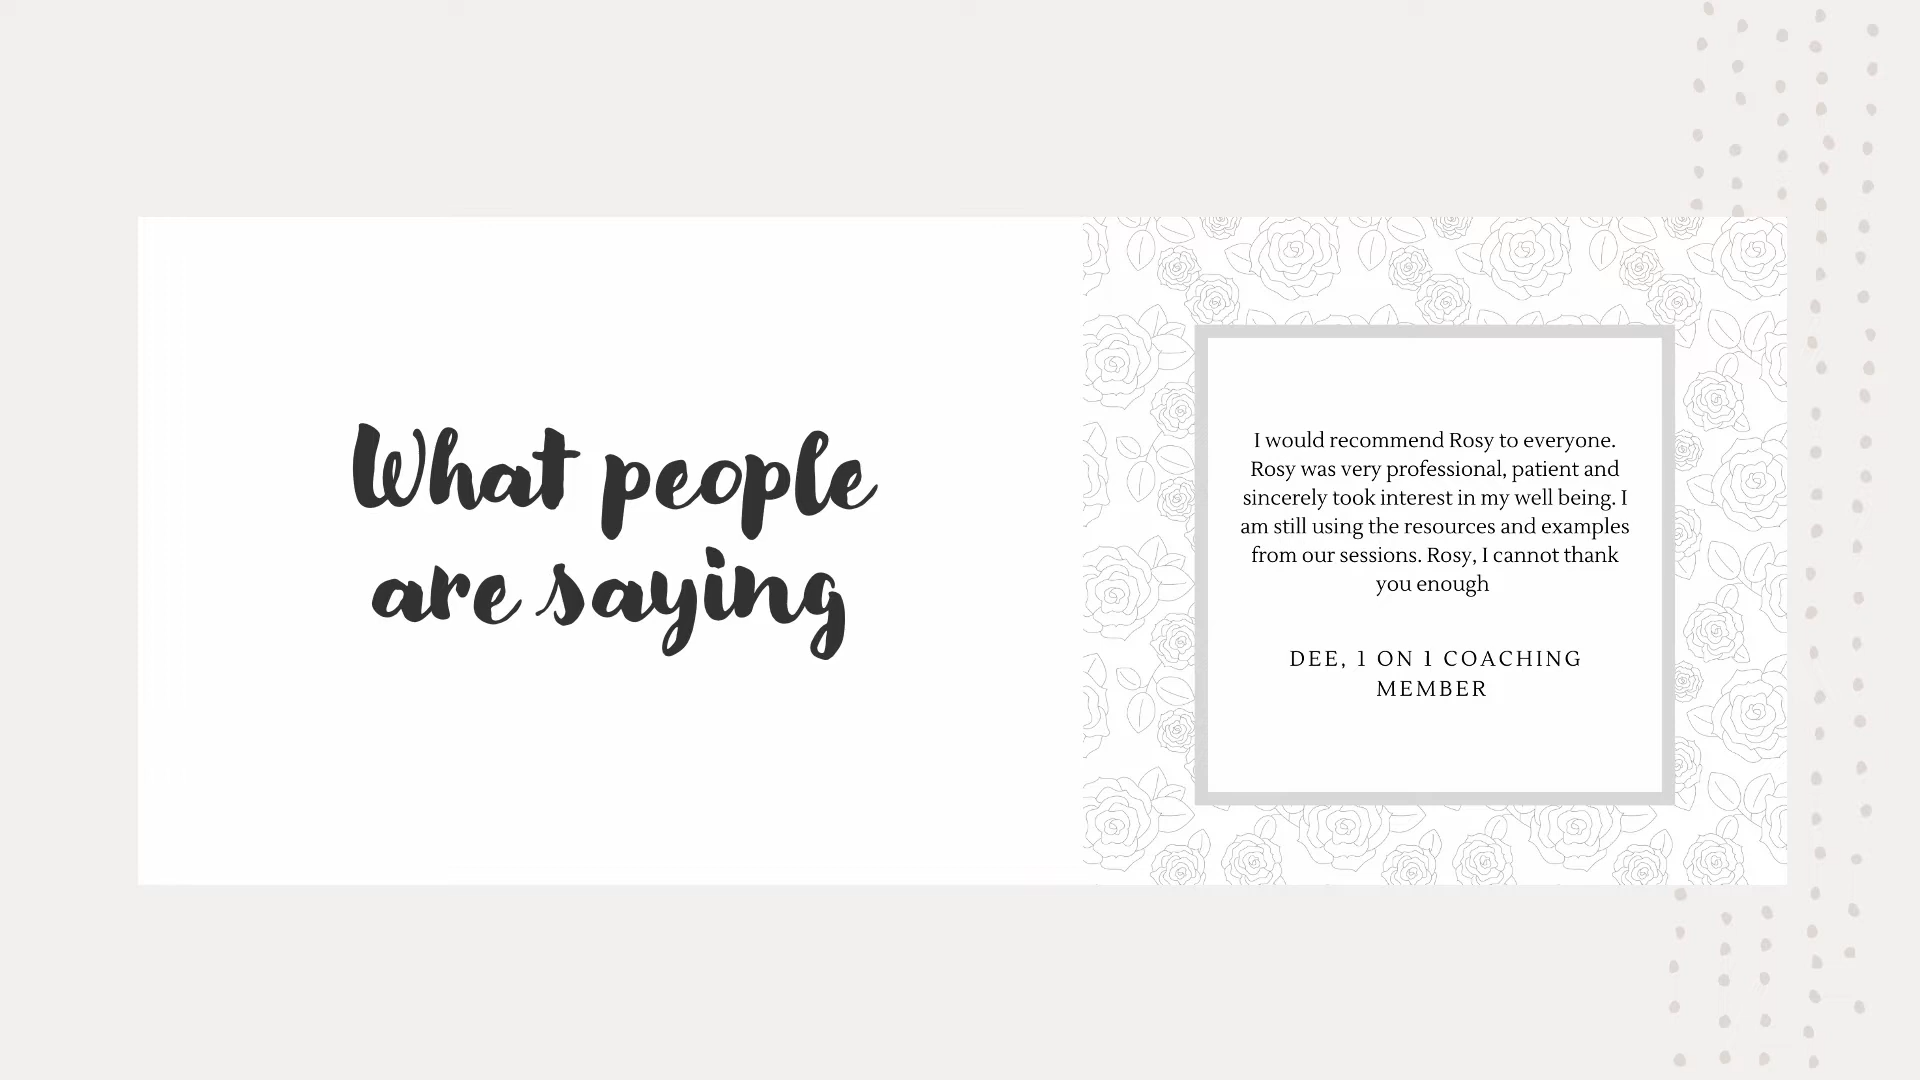 What people
are saying
I would recommend Rosy to everyone.
Rosy was very professional, patient and
sincerely took interest in my well being. I
am still using the resources and examples
from our sessions. Rosy, I cannot thank
you enough
DEE, 1 ON 1 COACHING
MEMBER